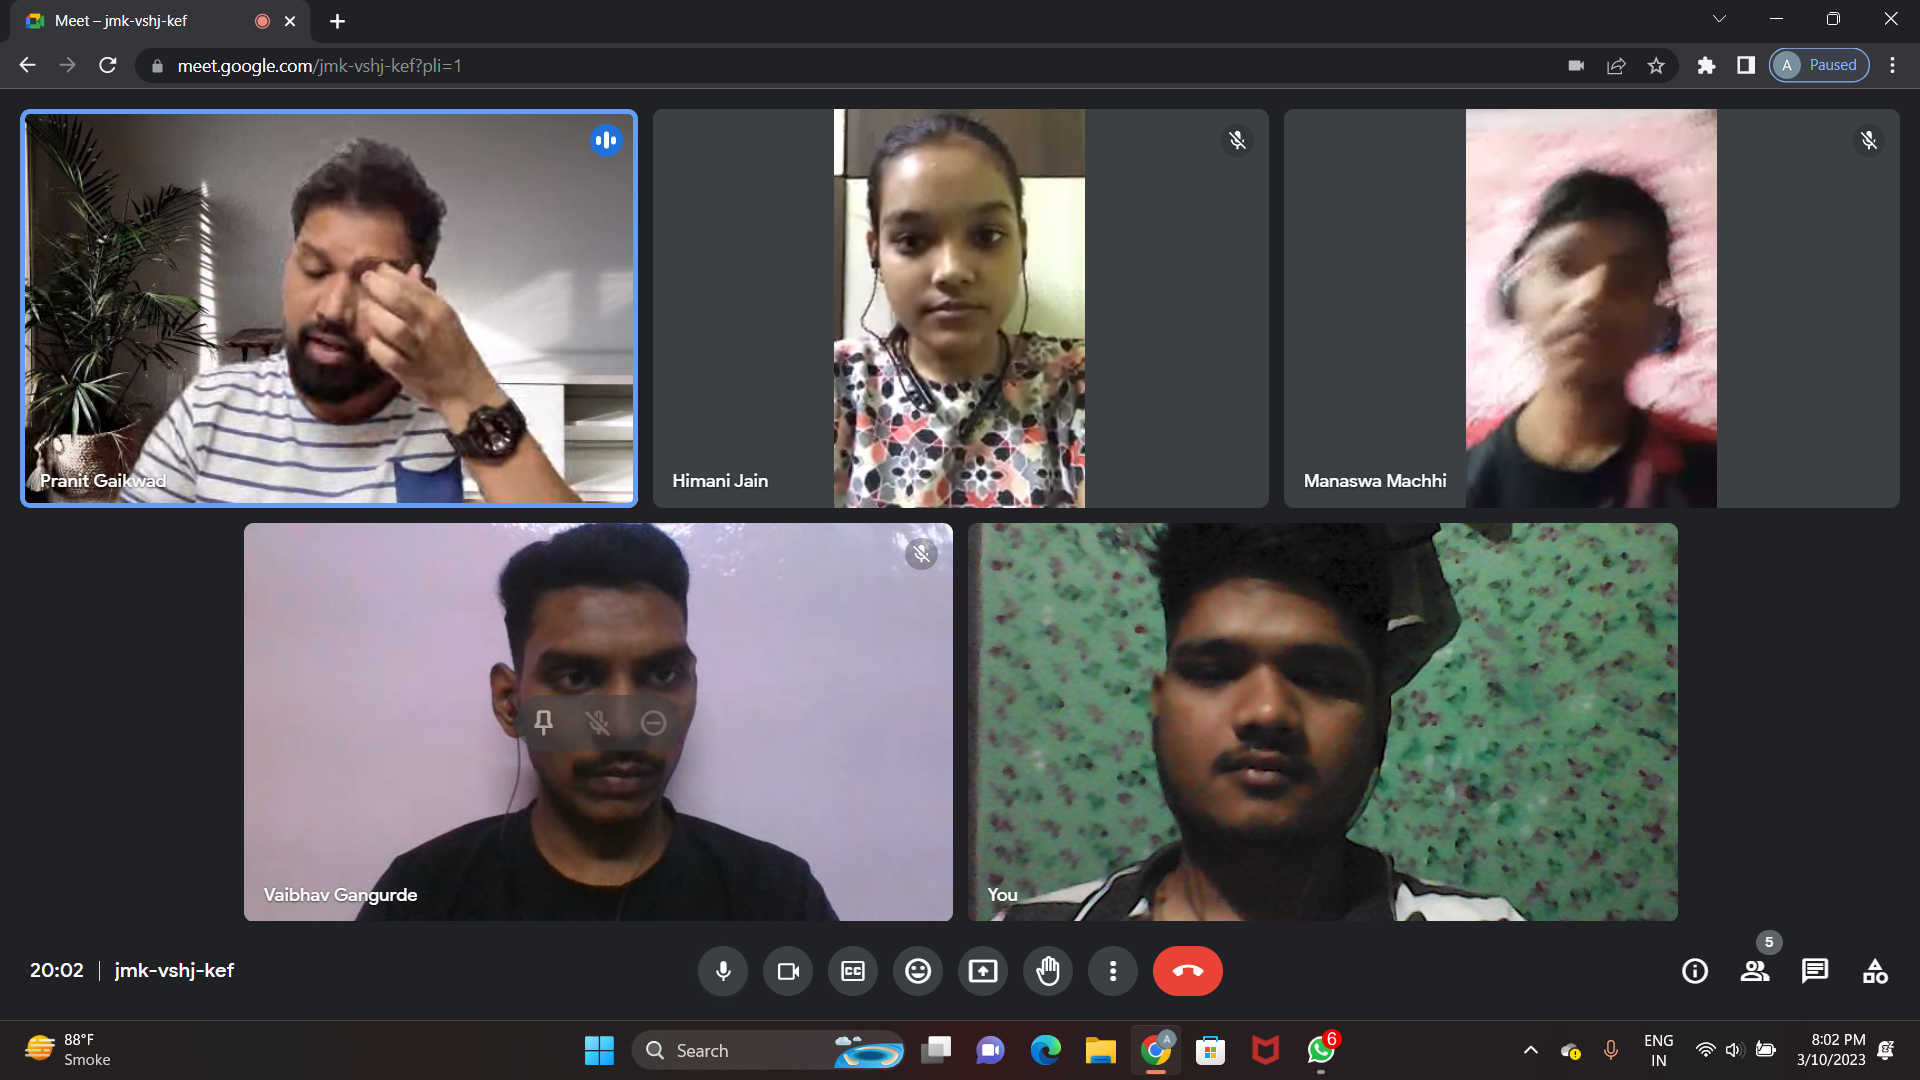 Meet – jmk-vshj-kef
meet.google.com/jmk-vshj-kef?pli=1
A Paused
Pranit Gaikwad
Himani Jain
Manaswa Machhi
Vaibhav Gangurde
You
20:02 | jmk-vshj-kef
CC
5
88°F
Smoke
Search
A
6
ENG
IN
8:02 PM
3/10/2023